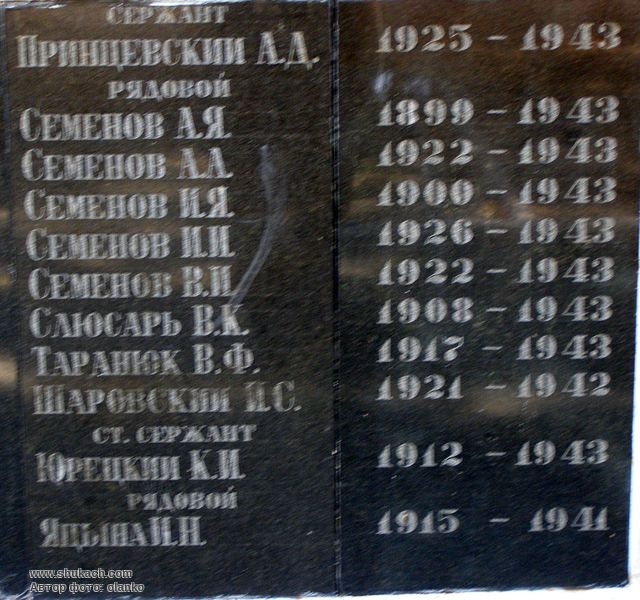 СЕРЖАНТ
ПРИНЦЕВСКИЙ А.Д. 1925 – 1943
РЯДОВОЙ
СЕМЕНОВ А.Я. 1899 – 1943
СЕМЕНОВ А.А. 1922 – 1943
СЕМЕНОВ И.Я. 1900 – 1943
СЕМЕНОВ И.И. 1926 – 1943
СЕМЕНОВ В.И. 1922 – 1943
СЛЮСАРЬ В.К. 1908 – 1943
ТАРАНЮК В.Ф. 1917 – 1943
ШАРОВСКИЙ П.С. 1921 – 1942
СТ. СЕРЖАНТ
ЮРЕЦКИЙ К.И. 1912 – 1943
РЯДОВОЙ
ЯЦЫНА И.Н. 1915 – 1941
www.shukach.com
Автор фото: olanko